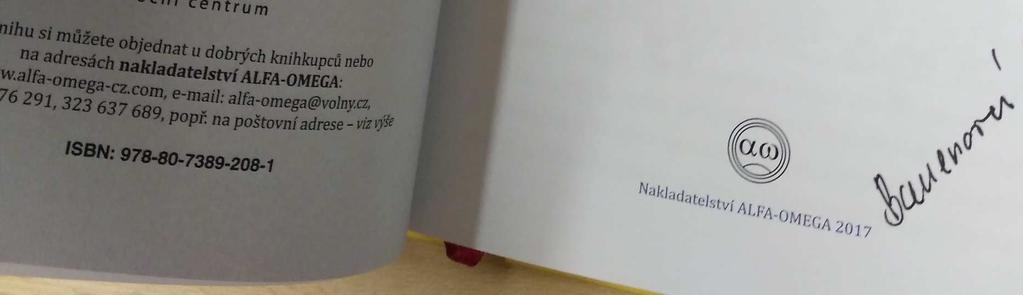 ční centrum
nihu si můžete objednat u dobrých knihkupců nebo
na adresách nakladatelství ALFA-OMEGA:
w.alfa-omega-cz.com, e-mail: alfa-omega@volny.cz,
76 291, 323 637 689, popř. na poštovní adrese – viz výše
ISBN: 978-80-7389-208-1
αω
Nakladatelství ALFA-OMEGA 2017